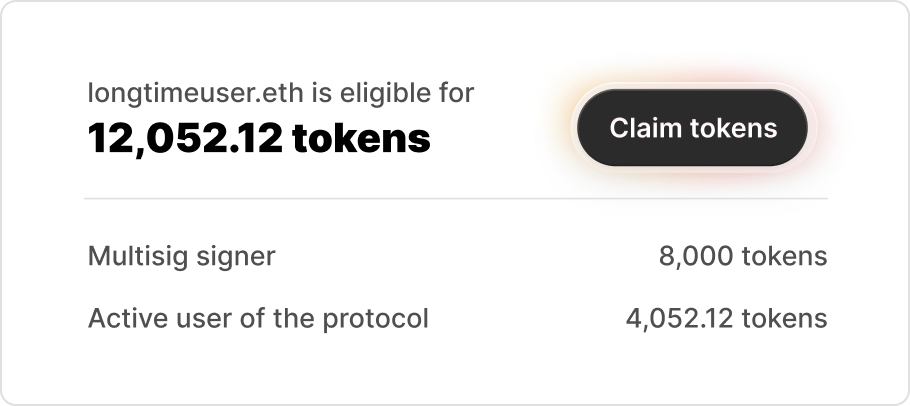 longtimeuser.eth is eligible for
12,052.12 tokens
Claim tokens
Multisig signer 8,000 tokens
Active user of the protocol 4,052.12 tokens